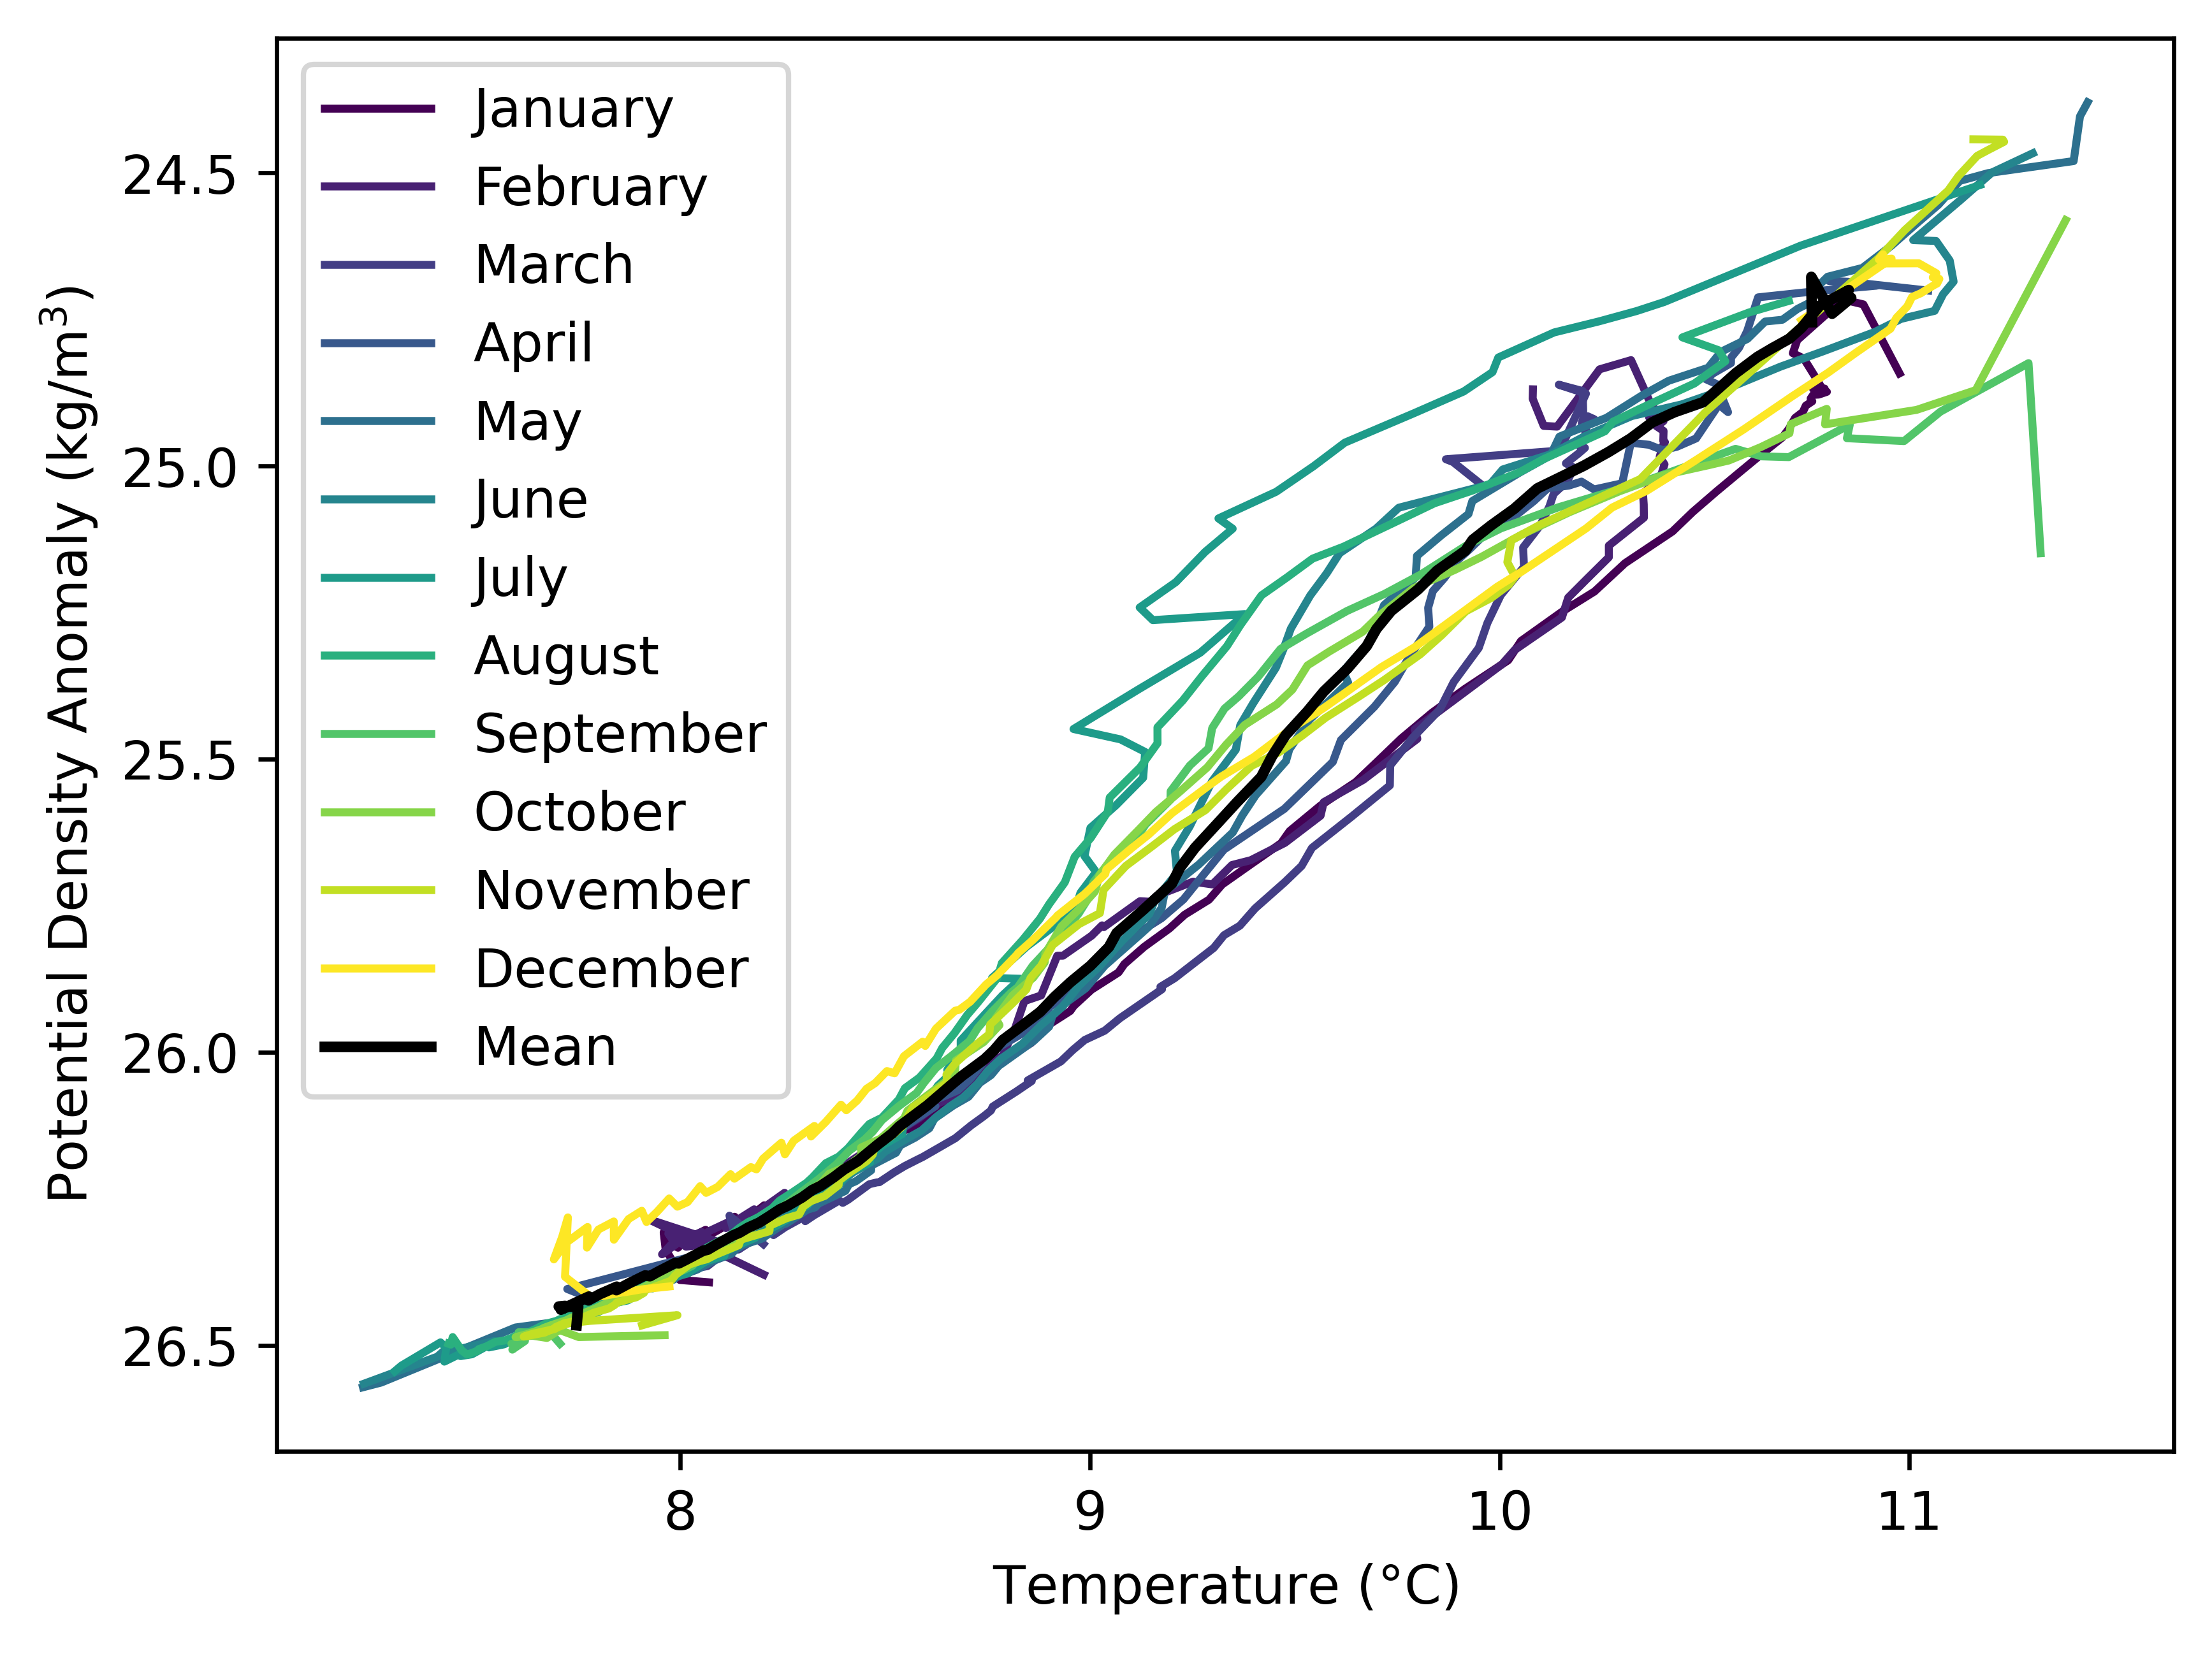 January
February
March
April
May
June
July
August
September
October
November
December
Mean
24.5
25.0
25.5
26.0
26.5
Potential Density Anomaly (kg/m³)
8
9
10
11
Temperature (°C)